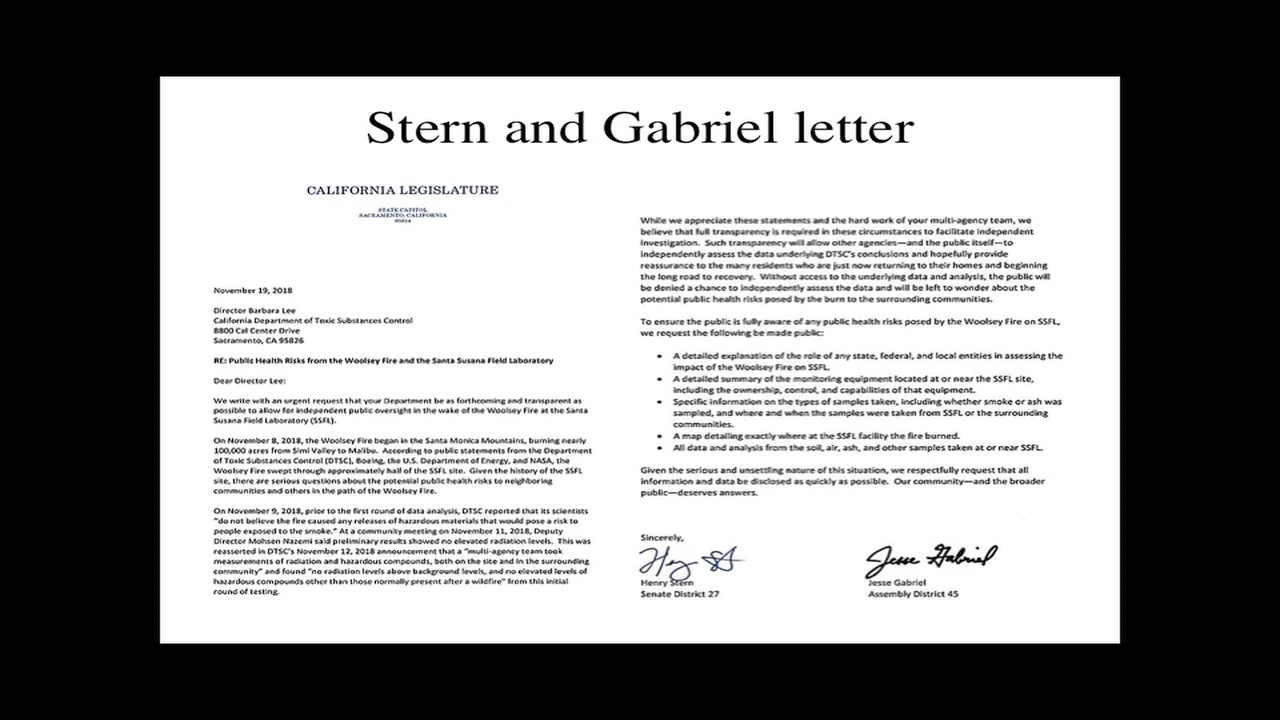 Stern and Gabriel letter
CALIFORNIA LEGISLATURE
STATE CAPITOL
SACRAMENTO, CALIFORNIA
95814
November 19, 2018
Director Barbara Lee
California Department of Toxic Substances Control
8800 Cal Center Drive
Sacramento, CA 95826
RE: Public Health Risks from the Woolsey Fire and the Santa Susana Field Laboratory
Dear Director Lee:
We write with an urgent request that your Department be as forthcoming and transparent as
possible to allow for independent public oversight in the wake of the Woolsey Fire at the Santa
Susana Field Laboratory (SSFL).
On November 8, 2018, the Woolsey Fire began in the Santa Monica Mountains, burning nearly
100,000 acres from Simi Valley to Malibu. According to public statements from the Department
of Toxic Substances Control (DTSC), Boeing, the U.S. Department of Energy, and NASA, the
Woolsey Fire swept through approximately half of the SSFL site. Given the history of the SSFL
site, there are serious questions about the potential public health risks to neighboring
communities and others in the path of the Woolsey Fire.
On November 9, 2018, prior to the first round of data analysis, DTSC reported that its scientists
"do not believe the fire caused any releases of hazardous materials that would pose a risk to
people exposed to the smoke." At a community meeting on November 11, 2018, Deputy
Director Mohsen Nazemi said preliminary results showed no elevated radiation levels. This was
reasserted in DTSC's November 12, 2018 announcement that a "multi-agency team took
measurements of radiation and hazardous compounds, both on the site and in the surrounding
community" and found "no radiation levels above background levels, and no elevated levels of
hazardous compounds other than those normally present after a wildfire" from this initial
round of testing.
While we appreciate these statements and the hard work of your multi-agency team, we
believe that full transparency is required in these circumstances to facilitate independent
investigation. Such transparency will allow other agencies—and the public itself—to
independently assess the data underlying DTSC's conclusions and hopefully provide
reassurance to the many residents who are just now returning to their homes and beginning
the long road to recovery. Without access to the underlying data and analysis, the public will
be denied a chance to independently assess the data and will be left to wonder about the
potential public health risks posed by the burn to the surrounding communities.
To ensure the public is fully aware of any public health risks posed by the Woolsey Fire on SSFL,
we request the following be made public:
• A detailed explanation of the role of any state, federal, and local entities in assessing the
impact of the Woolsey Fire on SSFL.
• A detailed summary of the monitoring equipment located at or near the SSFL site,
including the ownership, control, and capabilities of that equipment.
• Specific information on the types of samples taken, including whether smoke or ash was
sampled, and where and when the samples were taken from SSFL or the surrounding
communities.
• A map detailing exactly where at the SSFL facility the fire burned.
• All data and analysis from the soil, air, ash, and other samples taken at or near SSFL.
Given the serious and unsettling nature of this situation, we respectfully request that all
information and data be disclosed as quickly as possible. Our community—and the broader
public—deserves answers.
Sincerely,
Jesse Gabriel
Henry Stern
Jesse Gabriel
Senate District 27
Assembly District 45